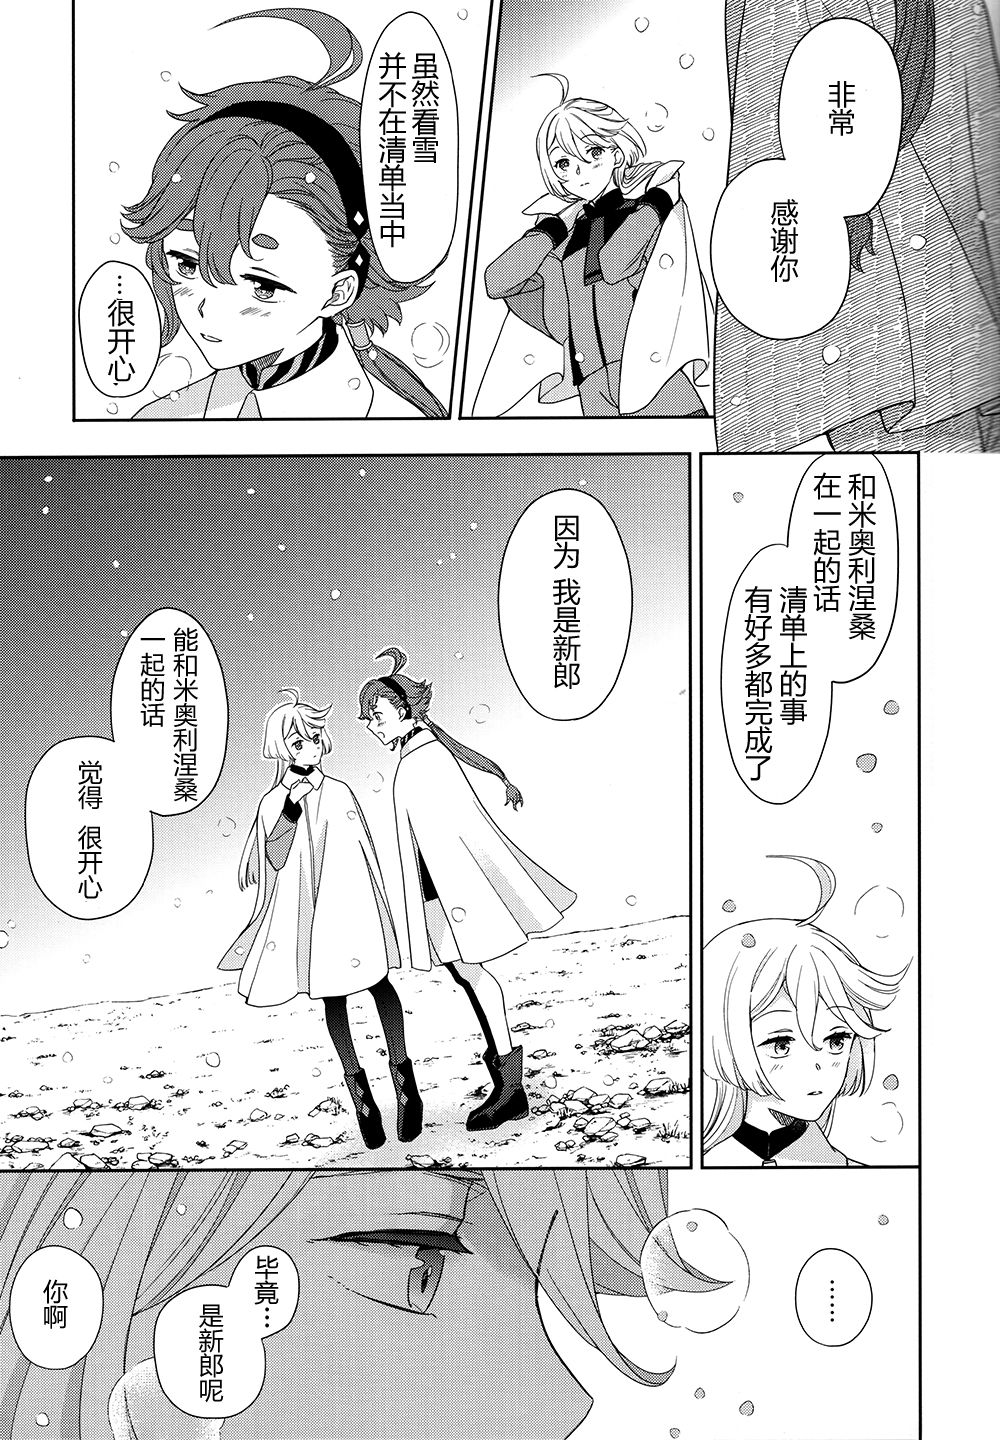 非常
感谢你
虽然看雪
并不在清单当中
…很开心
和米奥利涅桑
在一起的话
清单上的事
有好多都完成了
因为 我是新郎
能和米奥利涅桑
一起的话
觉得 很开心
……
毕竟…
是新郎呢
你啊